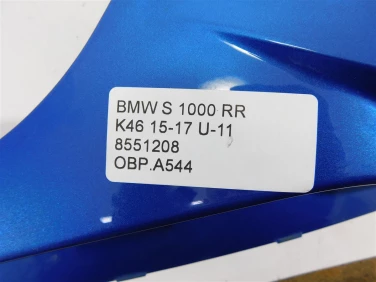 BMW S 1000 RR
K46 15-17 U-11
8551208
OBP.A544